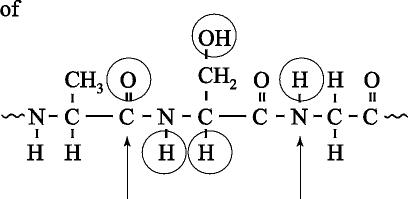 of
OH
CH₃ O CH₂ O H H O
N - C - C - N - C - C - N - C - C
H H H H H